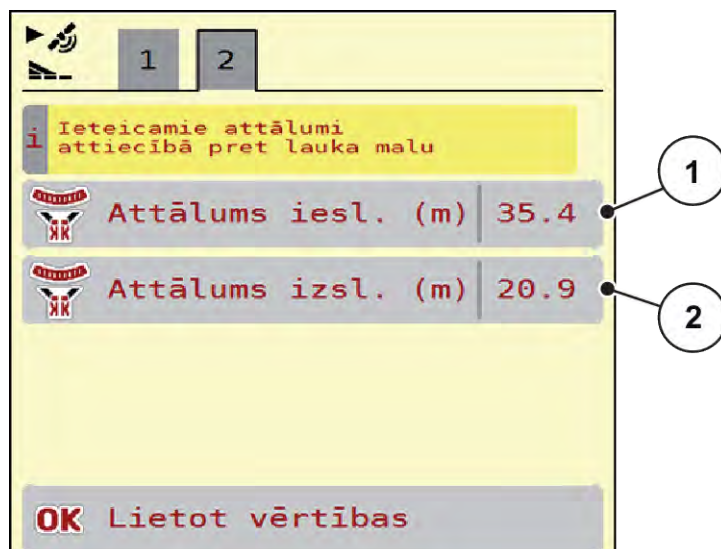 1 2
i Ieteicamie attālumi
attiecībā pret lauka malu
Attālums iesl. (m) 35.4
1
Attālums izsl. (m) 20.9
2
OK Lietot vērtības